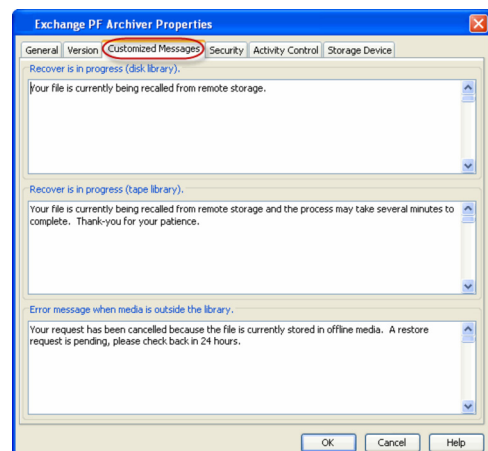 Exchange PF Archiver Properties
General Version Customized Messages Security Activity Control Storage Device
Recover is in progress (disk library).
Your file is currently being recalled from remote storage.
Recover is in progress (tape library).
Your file is currently being recalled from remote storage and the process may take several minutes to
complete. Thank-you for your patience.
Error message when media is outside the library.
Your request has been cancelled because the file is currently stored in offline media. A restore
request is pending, please check back in 24 hours.
OK Cancel Help